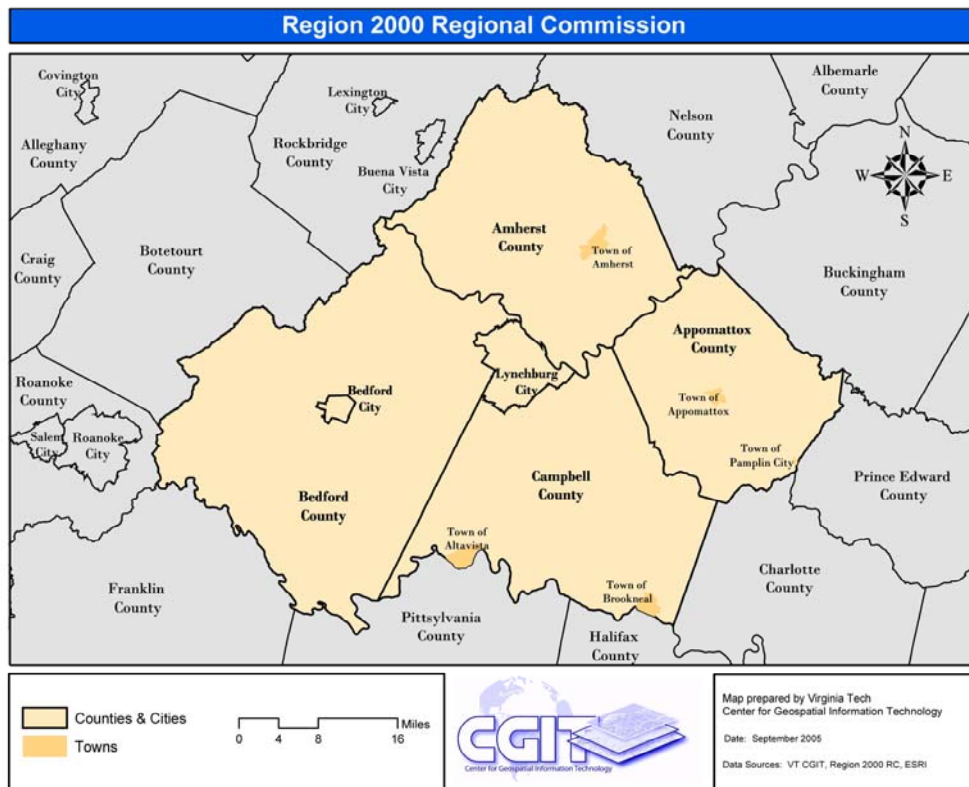 Region 2000 Regional Commission
Covington
City
Lexington
City
Albemarle
County
Nelson
County
Alleghany
County
Rockbridge
County
Buena Vista
City
N
W
E
S
Amherst
County
Town of
Amherst
Botetourt
County
Craig
County
Buckingham
County
Appomattox
County
Roanoke
County
Lynchburg
City
Bedford
City
Town of
Appomattox
Salem
City
Roanoke
City
Town of
Pamplin City
Campbell
County
Prince Edward
County
Bedford
County
Town of
Altavista
Charlotte
County
Franklin
County
Town of
Brookneal
Pittsylvania
County
Halifax
County
Counties & Cities
Towns
Miles
0 4 8 16
CGIT
Center for Geospatial Information Technology
Map prepared by Virginia Tech
Center for Geospatial Information Technology
Date: September 2005
Data Sources: VT CGIT, Region 2000 RC, ESRI